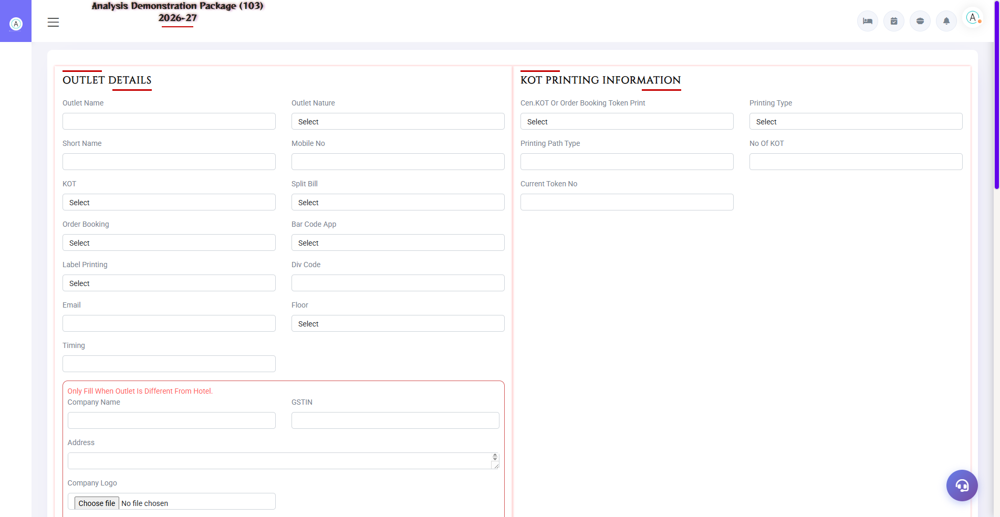 A
Analysis Demonstration Package (103)
2026-27
A
OUTLET DETAILS
Outlet Name
Outlet Nature
Select
Short Name
Mobile No
KOT
Split Bill
Select
Select
Order Booking
Bar Code App
Select
Select
Label Printing
Div Code
Select
Email
Floor
Select
Timing
Only Fill When Outlet Is Different From Hotel.
Company Name
GSTIN
Address
Company Logo
Choose file No file chosen
KOT PRINTING INFORMATION
Cen.KOT Or Order Booking Token Print
Printing Type
Select
Select
Printing Path Type
No Of KOT
Current Token No